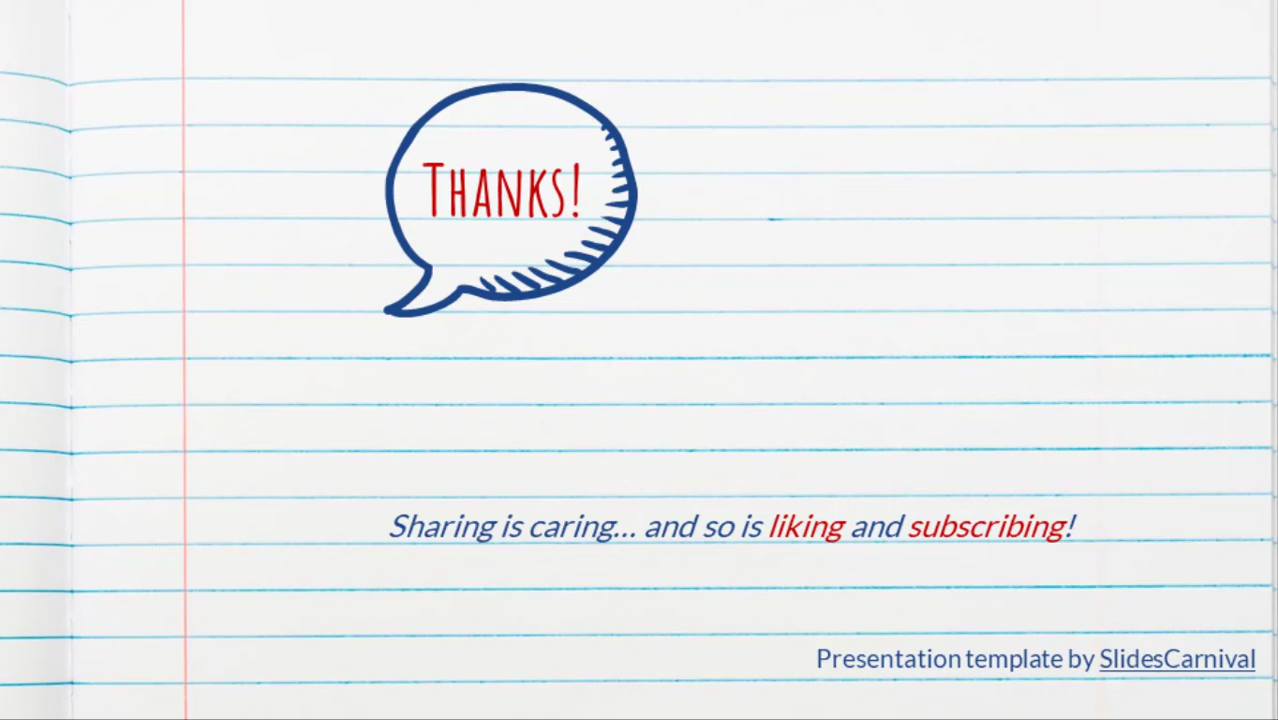 THANKS!
Sharing is caring... and so is liking and subscribing!
Presentation template by SlidesCarnival